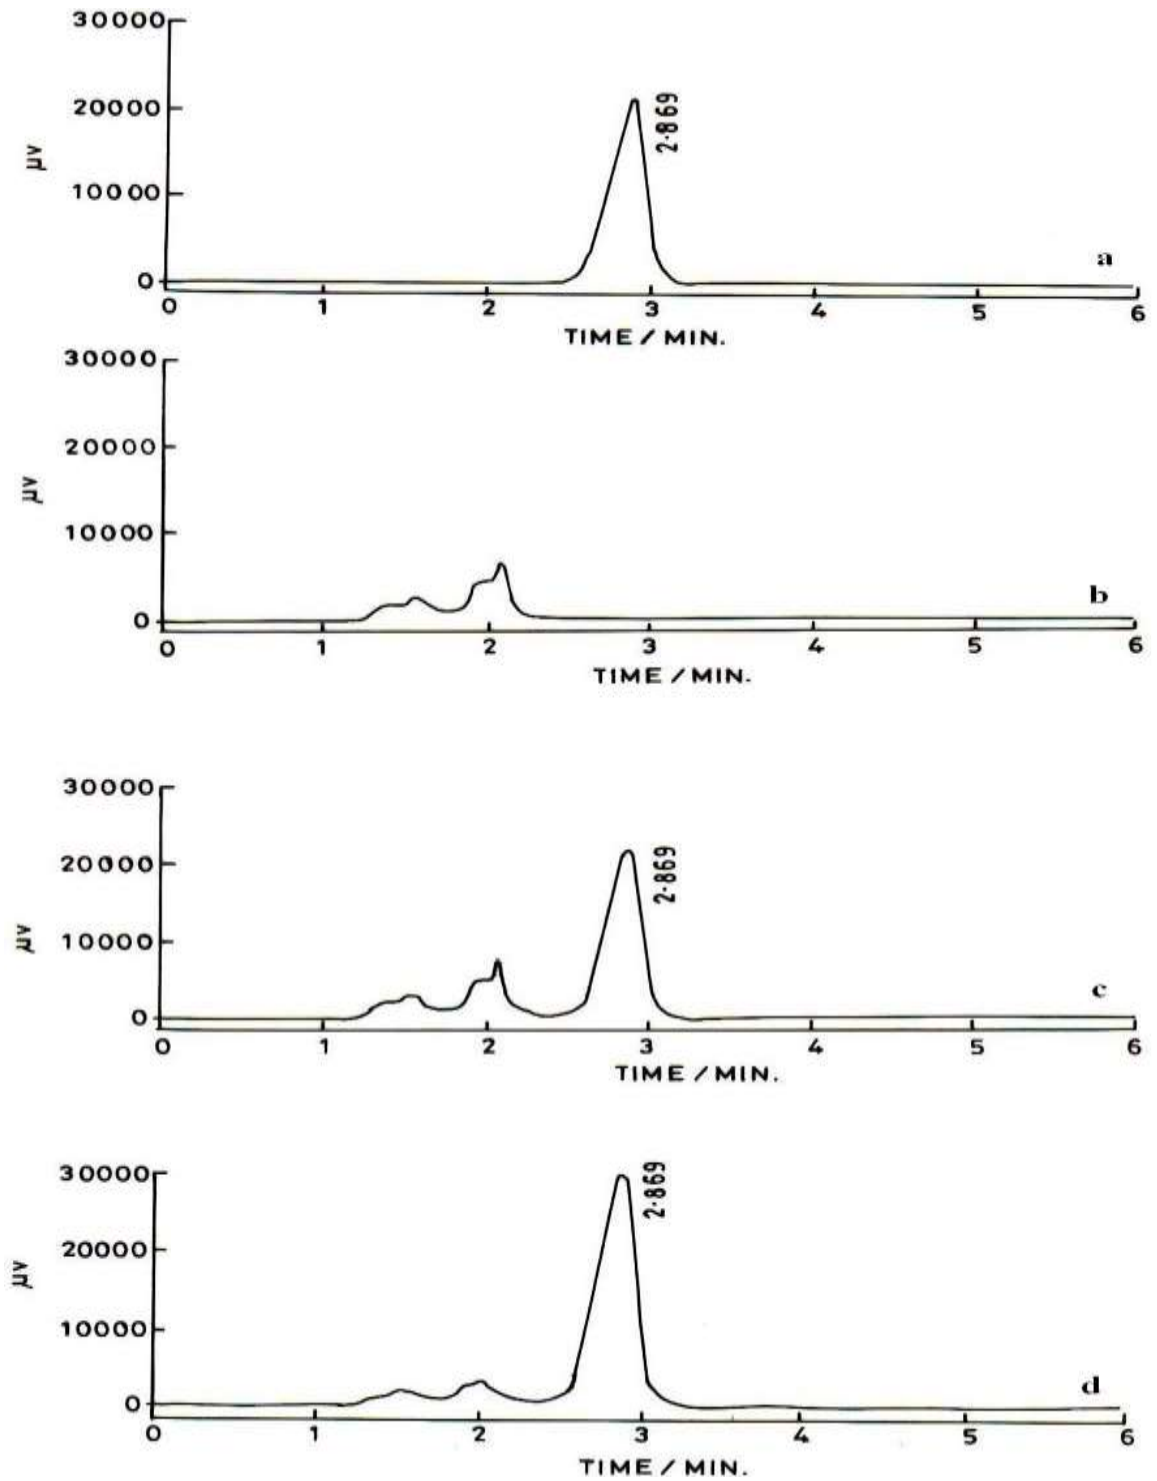 30000
20000
µv
10000
0
2·869
a
0 1 2 3 4 5 6
TIME / MIN.
30000
20000
µv
10000
0
b
0 1 2 3 4 5 6
TIME / MIN.
30000
20000
µv
10000
0
2·869
c
0 1 2 3 4 5 6
TIME / MIN.
30000
20000
µv
10000
0
2·869
d
0 1 2 3 4 5 6
TIME / MIN.